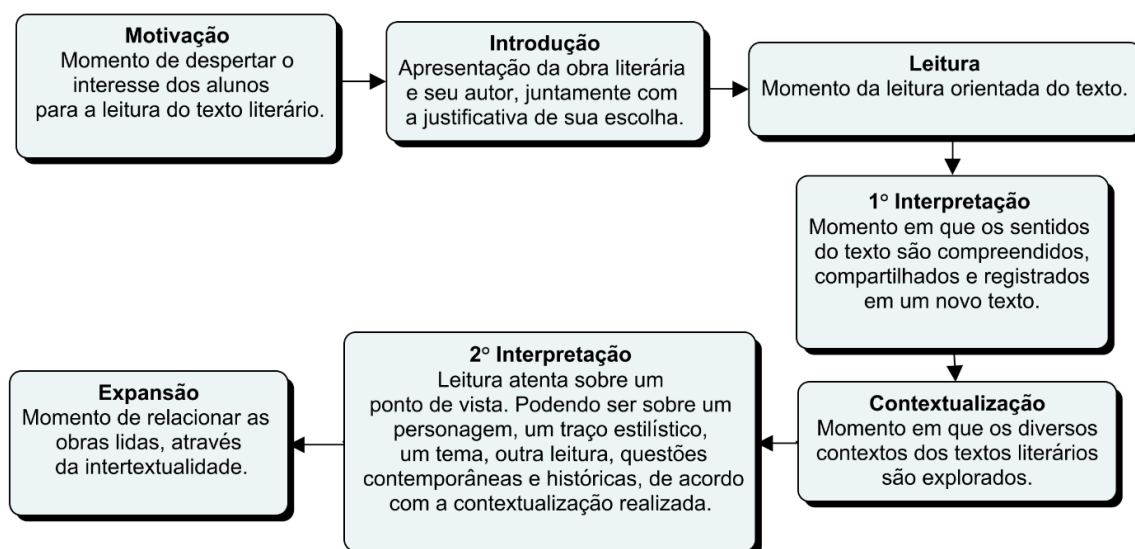 Motivação
Momento de despertar o
interesse dos alunos
para a leitura do texto literário.
Introdução
Apresentação da obra literária
e seu autor, juntamente com
a justificativa de sua escolha.
Leitura
Momento da leitura orientada do texto.
1° Interpretação
Momento em que os sentidos
do texto são compreendidos,
compartilhados e registrados
em um novo texto.
Contextualização
Momento em que os diversos
contextos dos textos literários
são explorados.
2° Interpretação
Leitura atenta sobre um
ponto de vista. Podendo ser sobre um
personagem, um traço estilístico,
um tema, outra leitura, questões
contemporâneas e históricas, de acordo
com a contextualização realizada.
Expansão
Momento de relacionar as
obras lidas, através
da intertextualidade.